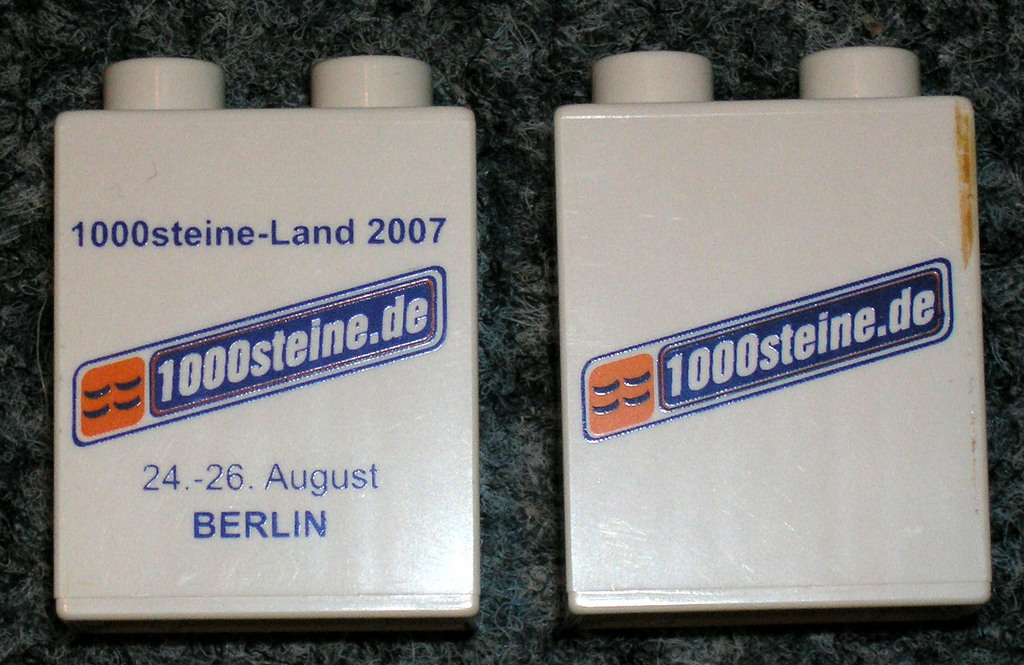 1000steine-Land 2007
1000steine.de
24.-26. August
BERLIN
1000steine.de